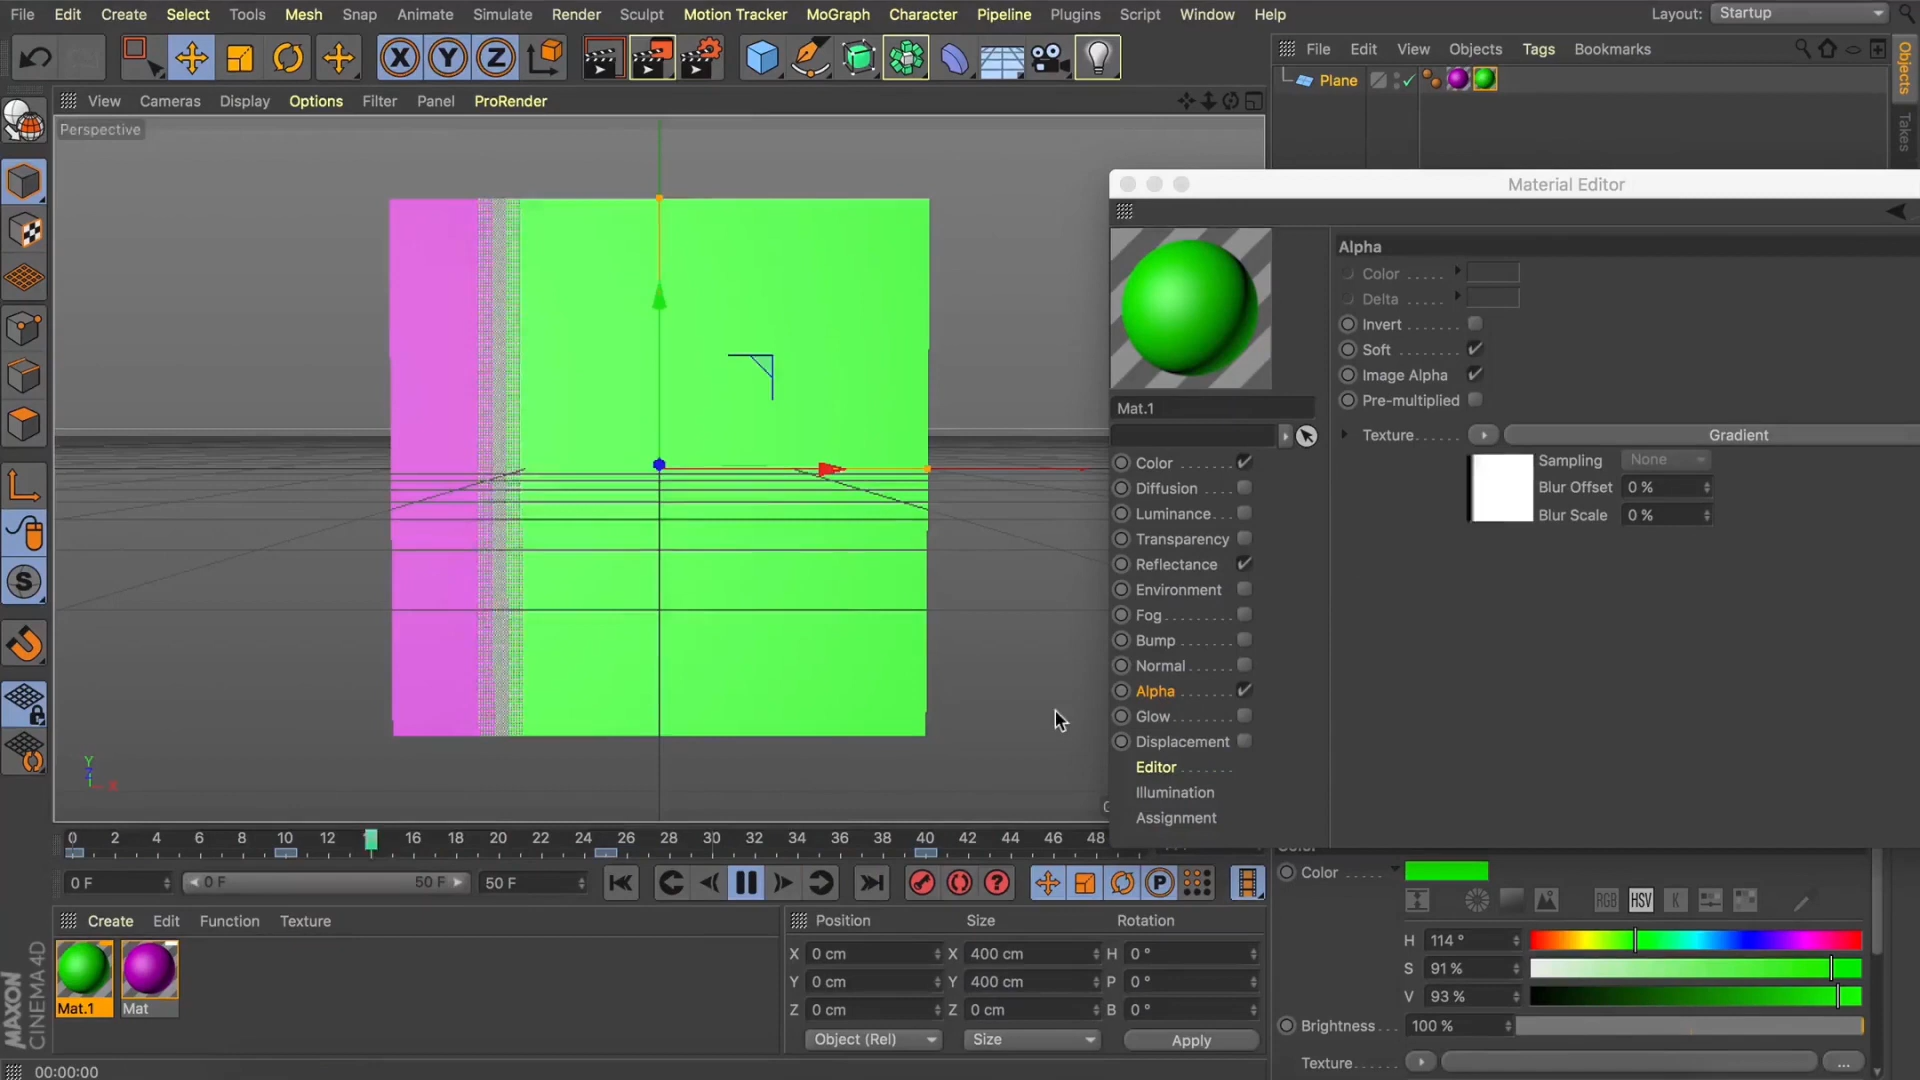 File Edit Create Select Tools Mesh Snap Animate Simulate Render Sculpt Motion Tracker MoGraph Character Pipeline Plugins Script Window Help Layout: Startup
X Y Z
File Edit View Objects Tags Bookmarks
Objects
Takes
Plane
View Cameras Display Options Filter Panel ProRender
Perspective
Material Editor
Alpha
Color
Delta
Invert
Soft
Image Alpha
Pre-multiplied
Texture Gradient
Sampling None
Blur Offset 0 %
Blur Scale 0 %
Mat.1
Color
Diffusion
Luminance
Transparency
Reflectance
Environment
Fog
Bump
Normal
Alpha
Glow
Displacement
Editor
Illumination
Assignment
Y
Z
X
0 2 4 6 8 10 12 16 18 20 22 24 26 28 30 32 34 36 38 40 42 44 46 48
0 F 0 F 50 F 50 F
P
Create Edit Function Texture
Mat.1 Mat
MAXON
CINEMA 4D
Position Size Rotation
X 0 cm X 400 cm H 0 °
Y 0 cm Y 400 cm P 0 °
Z 0 cm Z 0 cm B 0 °
Object (Rel) Size Apply
Color
RGB HSV K
H 114 °
S 91 %
V 93 %
Brightness 100 %
Texture ...
00:00:00